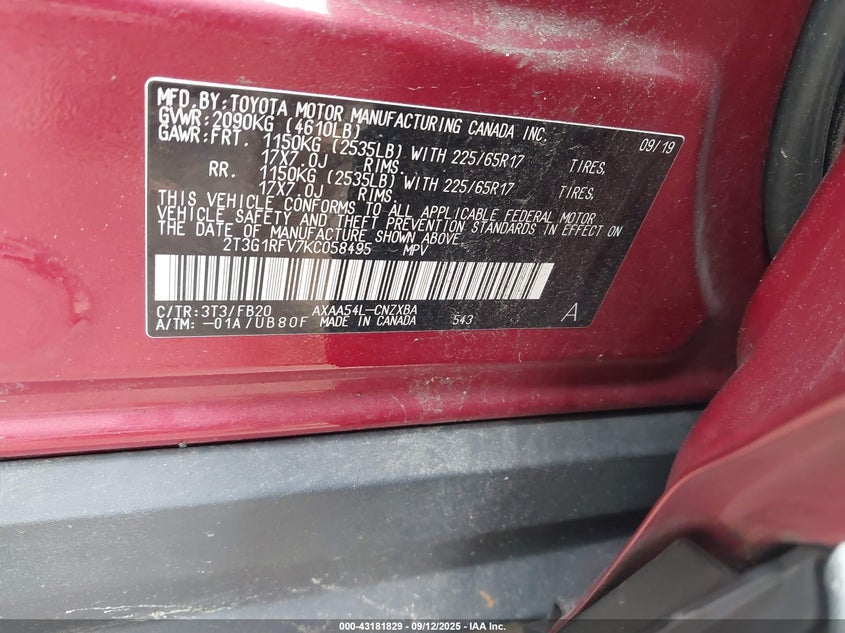 MFD.BY:TOYOTA MOTOR MANUFACTURING CANADA INC.
GVWR:2090KG (4610LB) 09/19
GAWR:FRT. 1150KG (2535LB) WITH 225/65R17 TIRES,
17X7.0J RIMS.
RR. 1150KG (2535LB) WITH 225/65R17 TIRES,
17X7.0J RIMS.
THIS VEHICLE CONFORMS TO ALL APPLICABLE FEDERAL MOTOR
VEHICLE SAFETY AND THEFT PREVENTION STANDARDS IN EFFECT ON
THE DATE OF MANUFACTURE SHOWN ABOVE.
2T3G1RFV7KC058495 MPV
C/TR:3T3/FB20 AXAA54L-CNZXBA A
A/TM:-01A/UB80F MADE IN CANADA 543
000-43181829 - 09/12/2025 - IAA Inc.